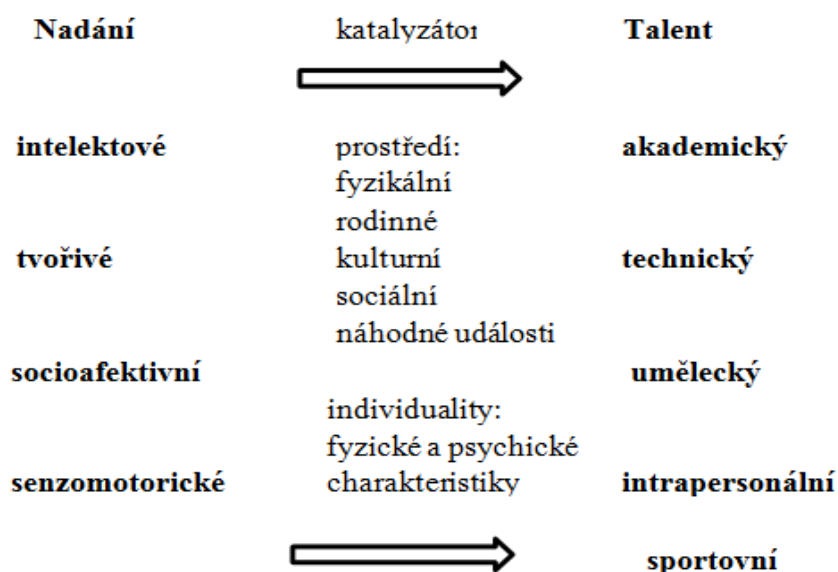 Nadání katalyzátor Talent
intelektové prostředí: akademický
fyzikální
rodinné
tvořivé kulturní technický
sociální
náhodné události
socioafektivní umělecký
individuality:
fyzické a psychické
senzomotorické charakteristiky intrapersonální
sportovní